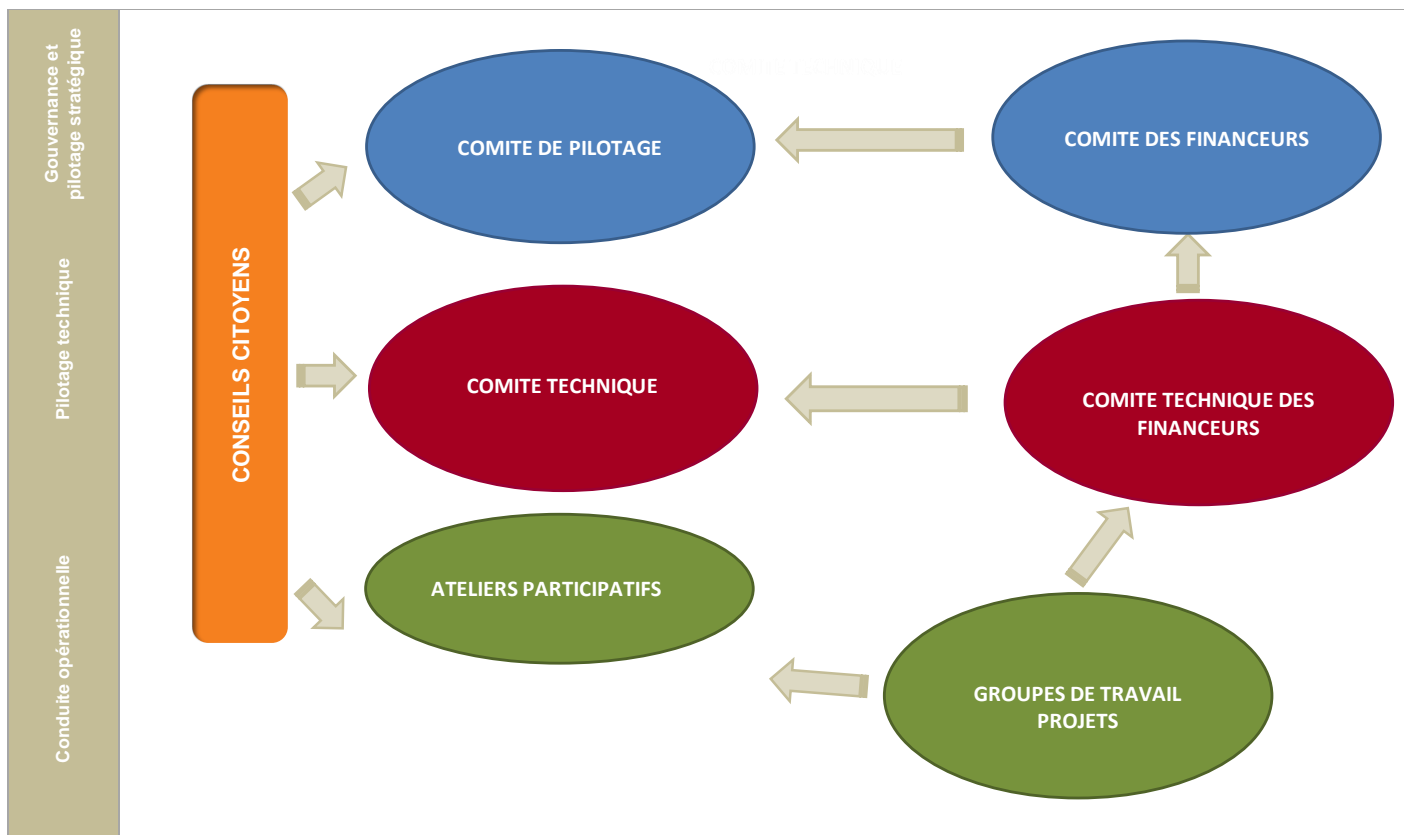 Gouvernance et
pilotage stratégique
Pilotage technique
Conduite opérationnelle
CONSEILS CITOYENS
COMITE DE PILOTAGE
COMITE DES FINANCEURS
COMITE TECHNIQUE
COMITE TECHNIQUE DES
FINANCEURS
ATELIERS PARTICIPATIFS
GROUPES DE TRAVAIL
PROJETS